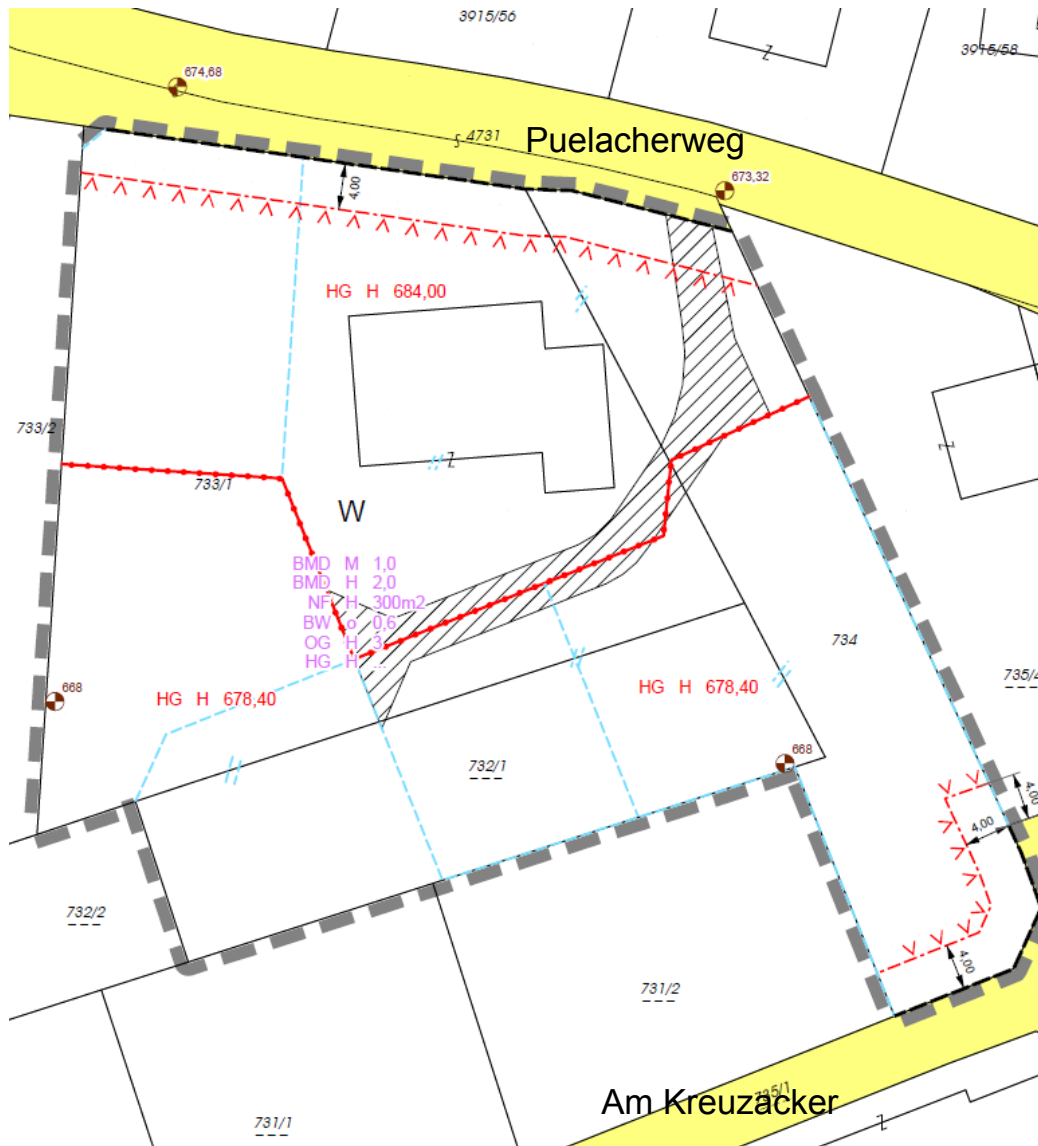 3915/56
3915/58
674,68
4731
Puelacherweg
673,32
4,00
HG H 684,00
733/2
733/1
W
BMD M 1,0
BMD H 2,0
NF H 300m2
BW o 0,6
OG H 3
HG H ...
734
735/4
668
HG H 678,40
HG H 678,40
668
732/1
4,00
4,00
732/2
4,00
731/2
735/1
Am Kreuzäcker
731/1